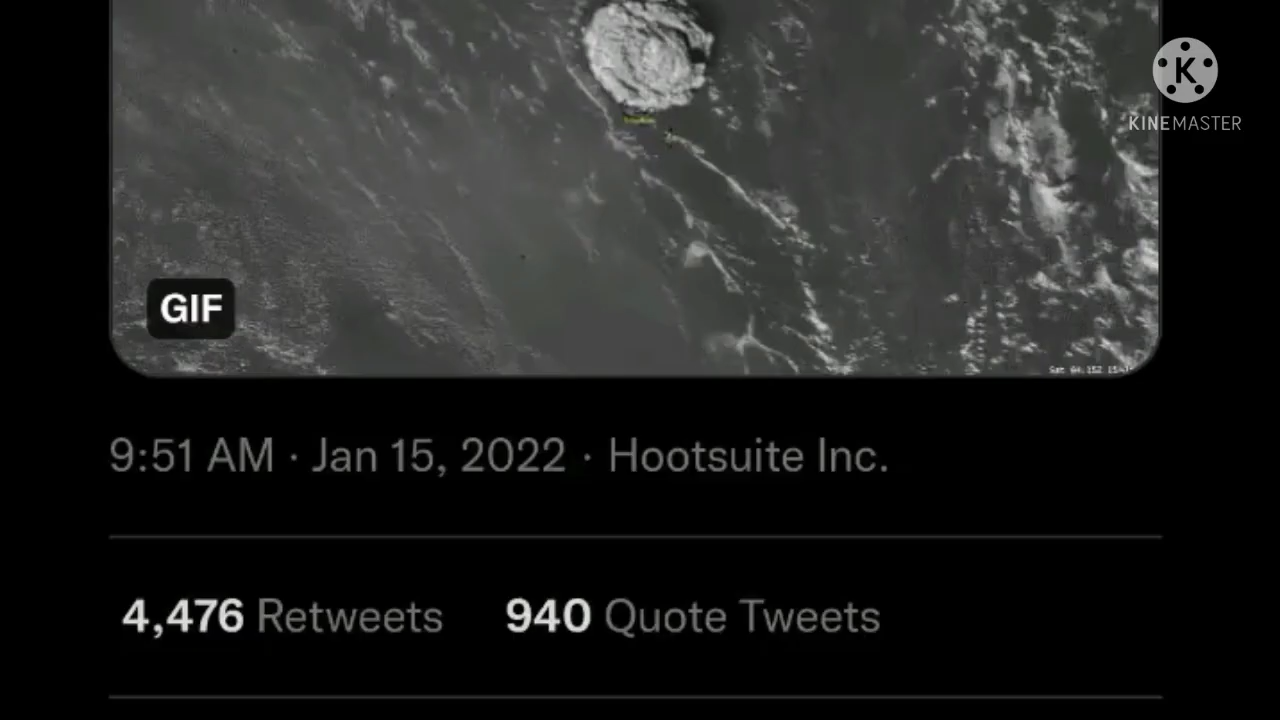 K
KINEMASTER
GIF
9:51 AM · Jan 15, 2022 · Hootsuite Inc.
4,476 Retweets 940 Quote Tweets